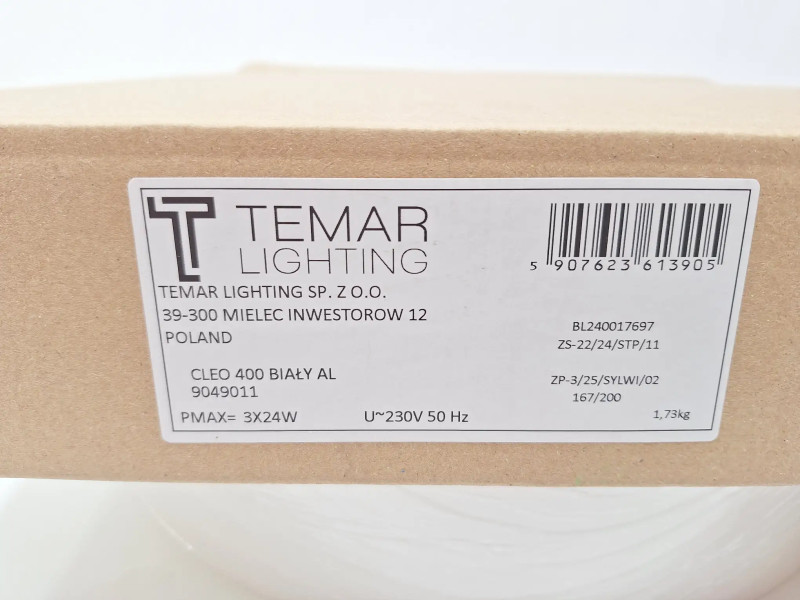 TEMAR
LIGHTING
TEMAR LIGHTING SP. Z O.O.
39-300 MIELEC INWESTOROW 12
POLAND
CLEO 400 BIAŁY AL
9049011
PMAX= 3X24W
U~230V 50 Hz
5 907623 613905
BL240017697
ZS-22/24/STP/11
ZP-3/25/SYLWI/02
167/200
1,73kg